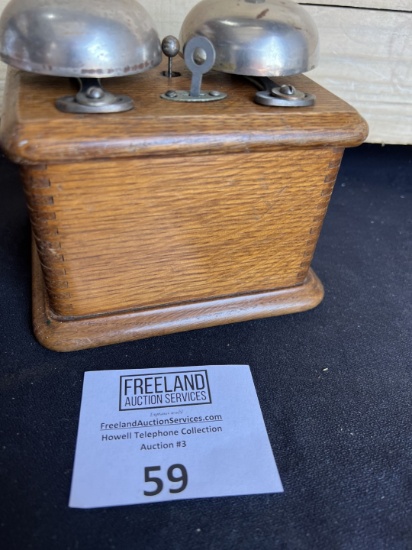 FREELAND
AUCTION SERVICES
FreelandAuctionServices.com
Howell Telephone Collection
Auction #3
59